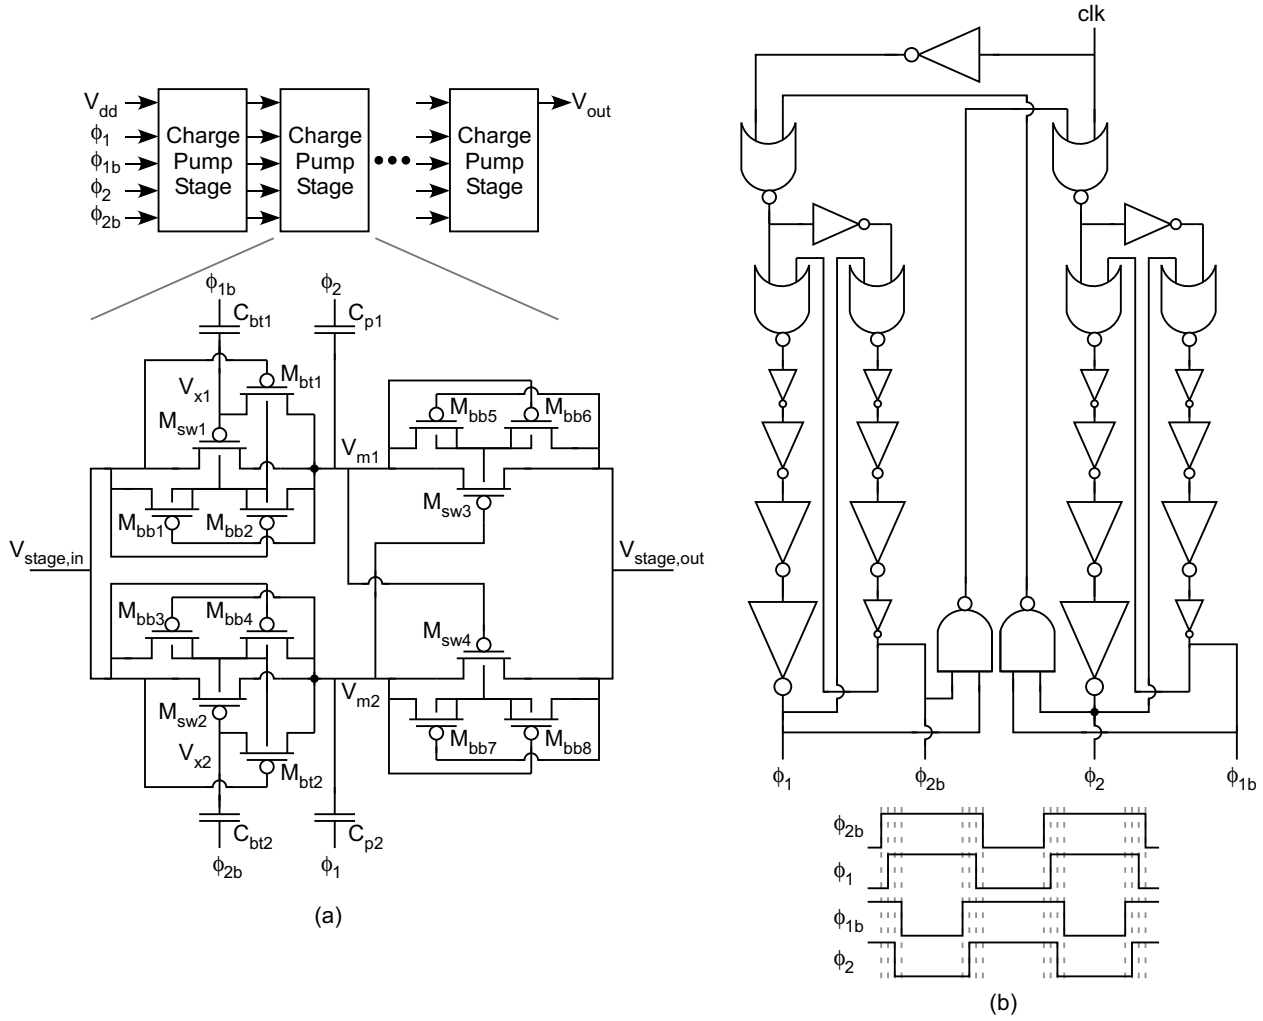 clk
V_dd
ϕ_1
ϕ_1b
ϕ_2
ϕ_2b
Charge
Pump
Stage
Charge
Pump
Stage
Charge
Pump
Stage
V_out
ϕ_1b
ϕ_2
C_bt1
C_p1
V_x1
M_bt1
M_sw1
M_bb5
M_bb6
V_m1
M_sw3
M_bb1
M_bb2
V_stage,in
V_stage,out
M_bb3
M_bb4
M_sw4
V_m2
M_sw2
V_x2
M_bt2
M_bb7
M_bb8
C_bt2
C_p2
ϕ_2b
ϕ_1
(a)
ϕ_1
ϕ_2b
ϕ_2
ϕ_1b
ϕ_2b
ϕ_1
ϕ_1b
ϕ_2
(b)